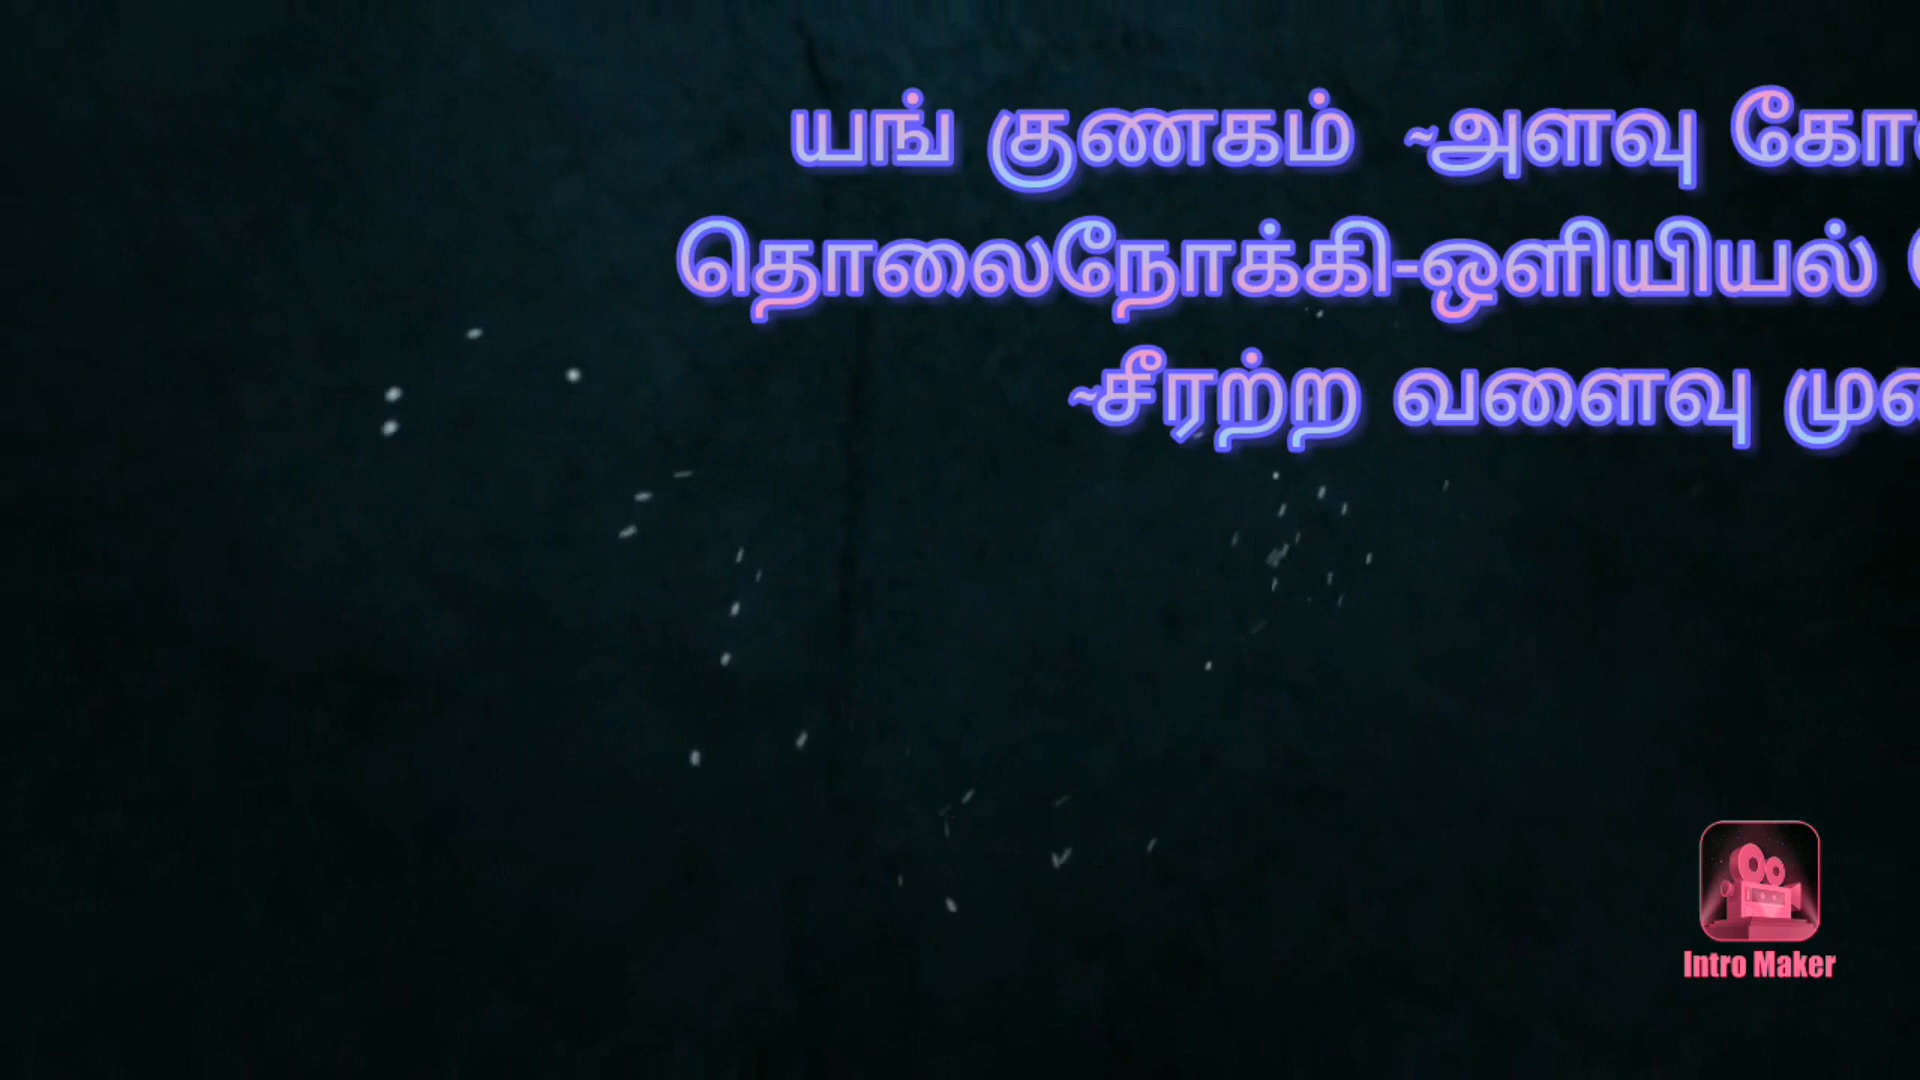 யங் குணகம் ~அளவு
தொலைநோக்கி-ஒளியியல்
~சீரற்ற வளைவு
Intro Maker